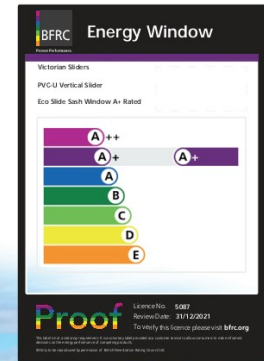 BFRC
Proven Performance
Energy Window
Victorian Sliders
PVC-U Vertical Slider
Eco Slide Sash Window A+ Rated
A++
A+ A+
A
B
C
D
E
Proof
Licence No. 5087
Review Date: 31/12/2021
To verify this licence please visit bfrc.org